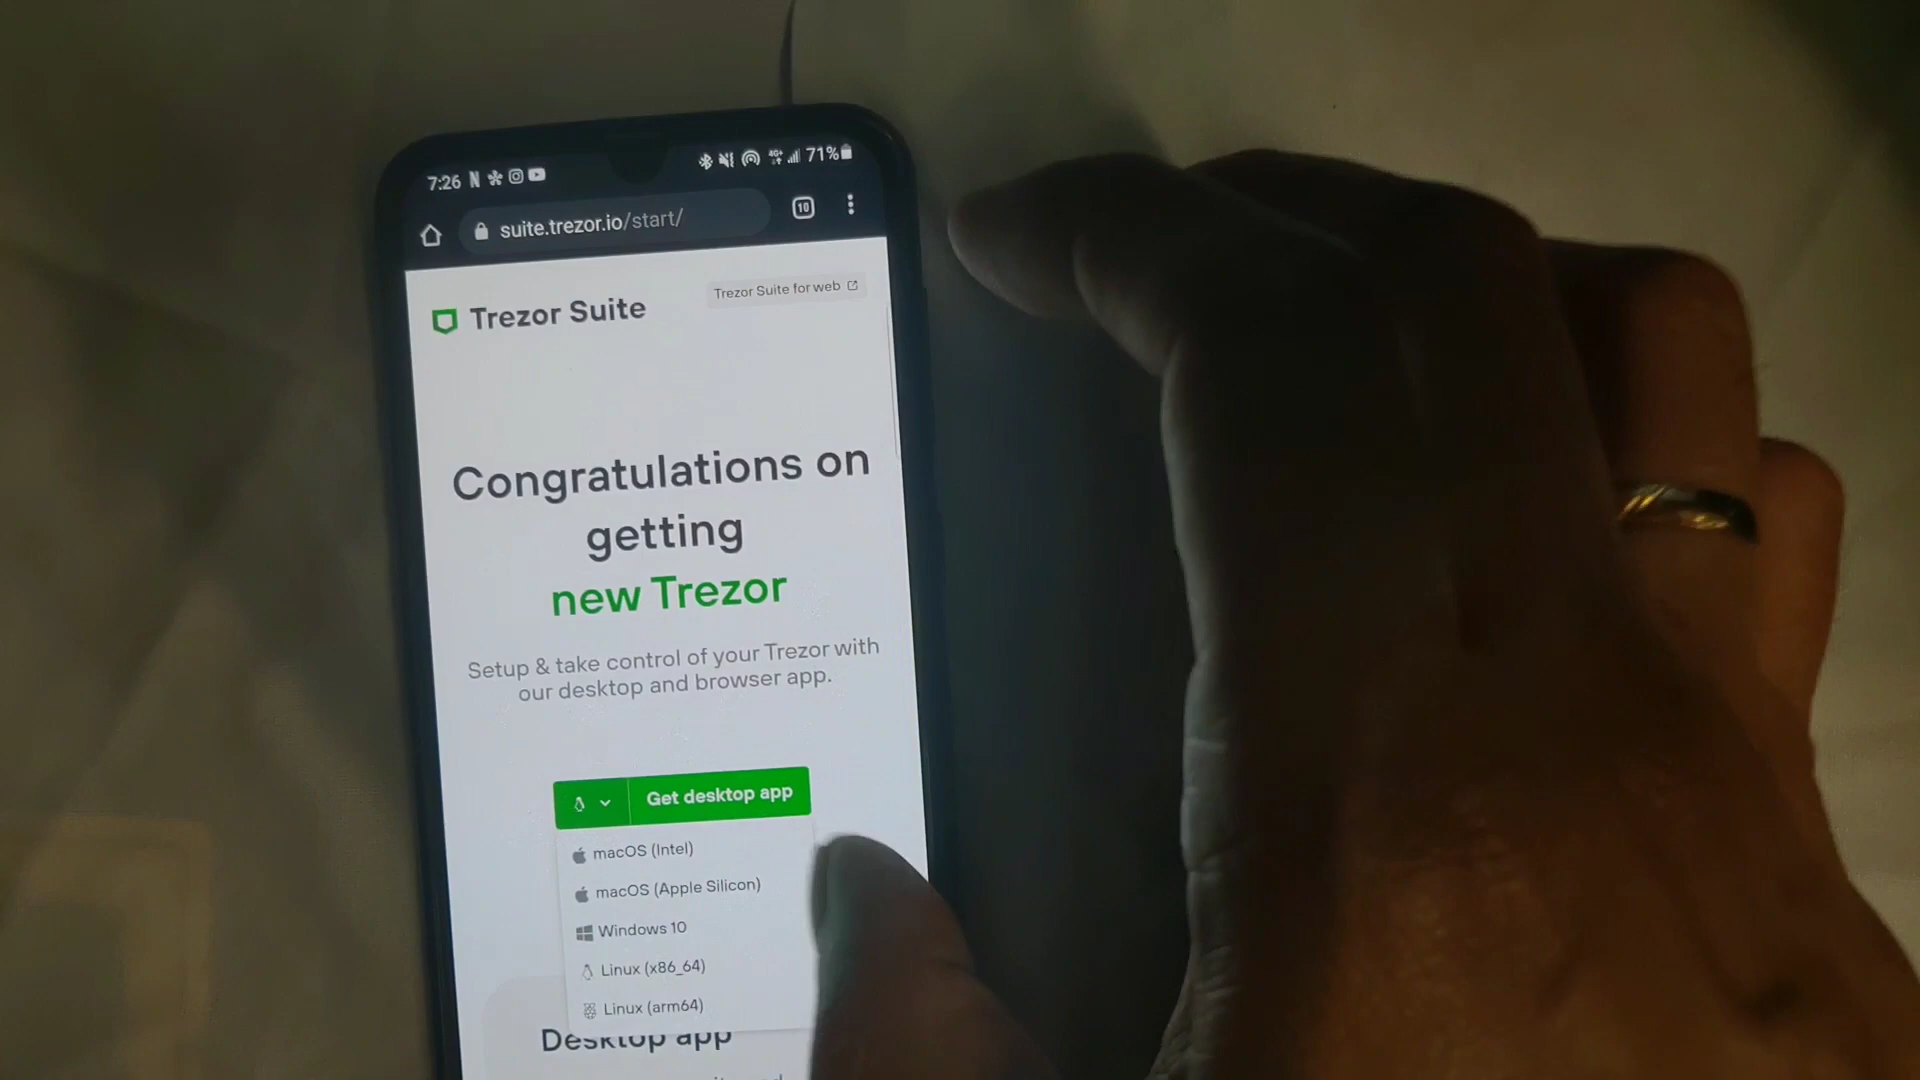 7:26
71%
suite.trezor.io/start/
10
Trezor Suite
Trezor Suite for web
Congratulations on
getting
new Trezor
Setup & take control of your Trezor with
our desktop and browser app.
Get desktop app
macOS (Intel)
macOS (Apple Silicon)
Windows 10
Linux (x86_64)
Linux (arm64)
Desktop app